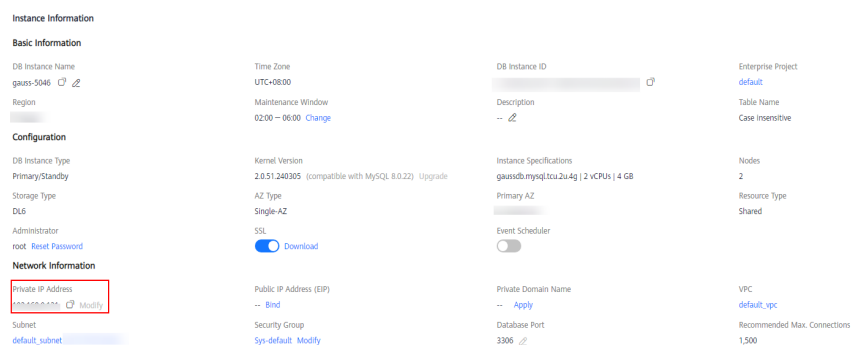 Instance Information
Basic Information
DB Instance Name Time Zone DB Instance ID Enterprise Project
gauss-5046 UTC+08:00 default
Region Maintenance Window Description Table Name
02:00 — 06:00 Change -- Case insensitive
Configuration
DB Instance Type Kernel Version Instance Specifications Nodes
Primary/Standby 2.0.51.240305 (compatible with MySQL 8.0.22) Upgrade gaussdb.mysql.tcu.2u.4g | 2 vCPUs | 4 GB 2
Storage Type AZ Type Primary AZ Resource Type
DL6 Single-AZ Shared
Administrator SSL Event Scheduler
root Reset Password Download
Network Information
Private IP Address Public IP Address (EIP) Private Domain Name VPC
Modify -- Bind -- Apply default_vpc
Subnet Security Group Database Port Recommended Max. Connections
default_subnet Sys-default Modify 3306 1,500